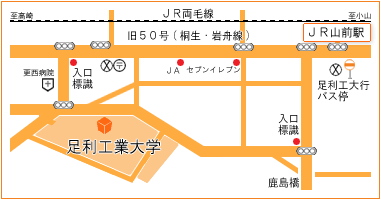 ＪＲ両毛線
至高崎
至小山
旧５０号（桐生・岩舟線）
ＪＲ山前駅
更西病院
入口
標識
文
〒
ＪＡ
セブンイレブン
文
足利工大行
バス停
入口
標識
足利工業大学
鹿島橋